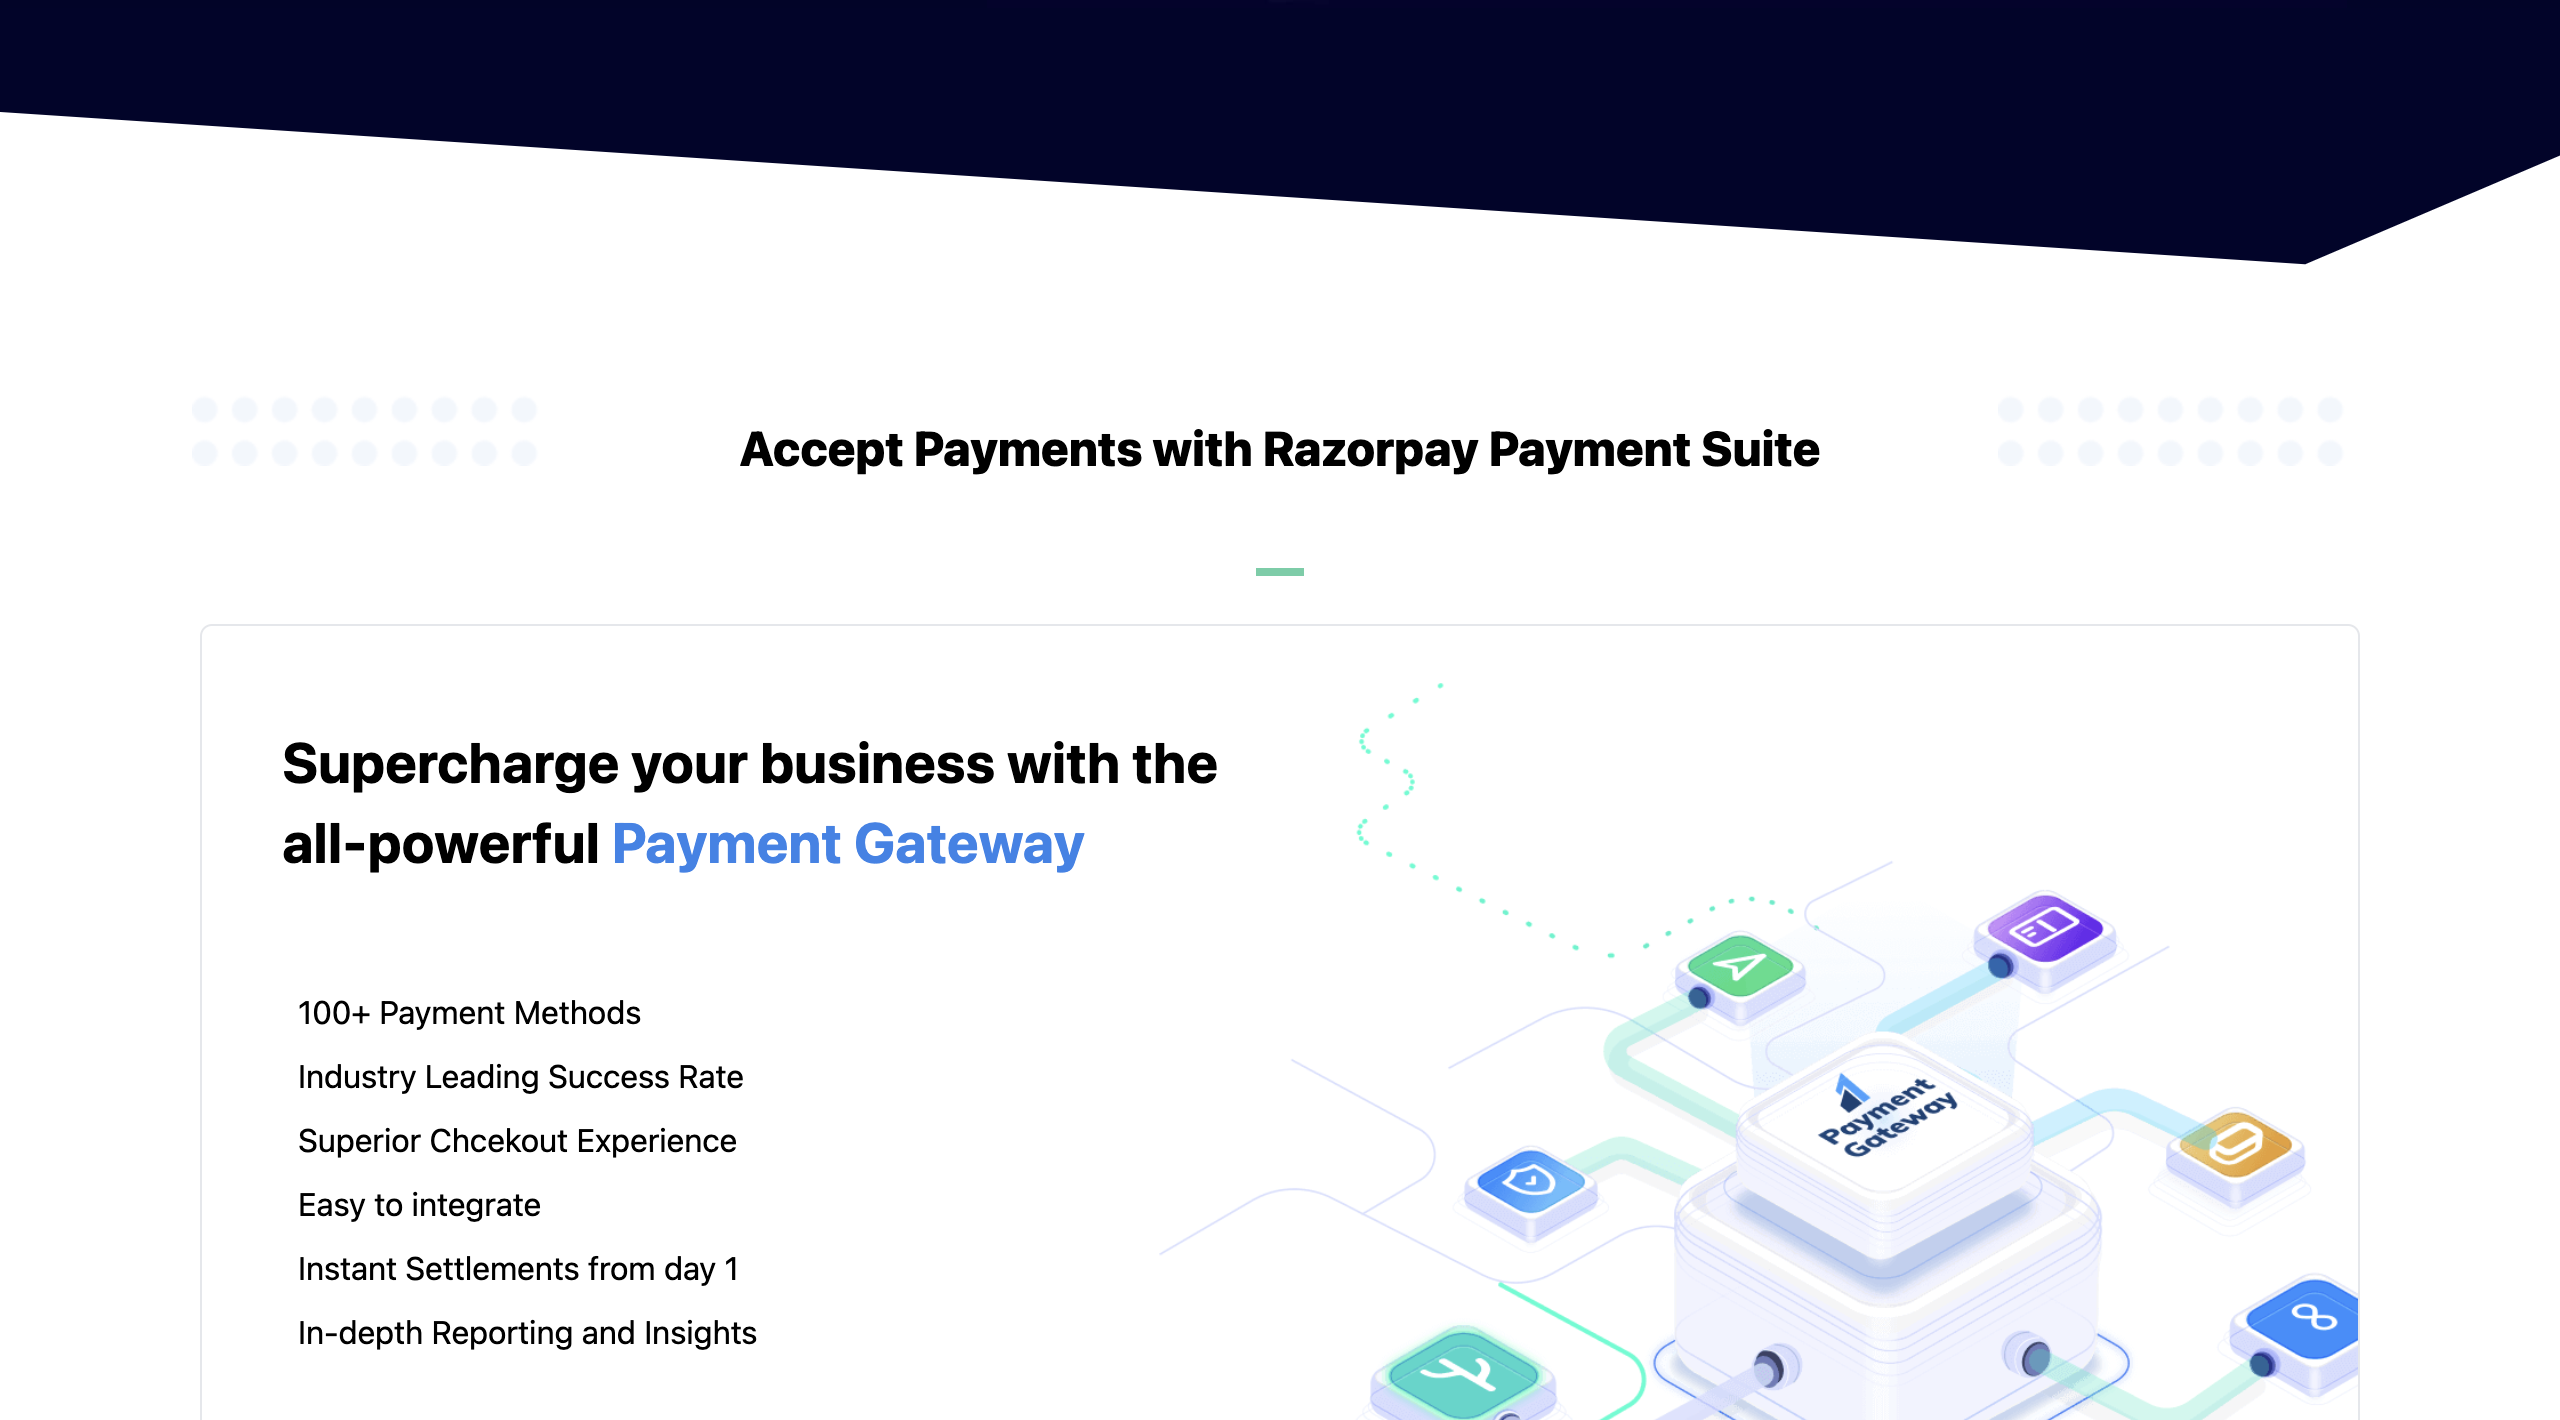 Accept Payments with Razorpay Payment Suite
Supercharge your business with the
all-powerful Payment Gateway
100+ Payment Methods
Industry Leading Success Rate
Superior Chcekout Experience
Easy to integrate
Instant Settlements from day 1
In-depth Reporting and Insights
Payment
Gateway